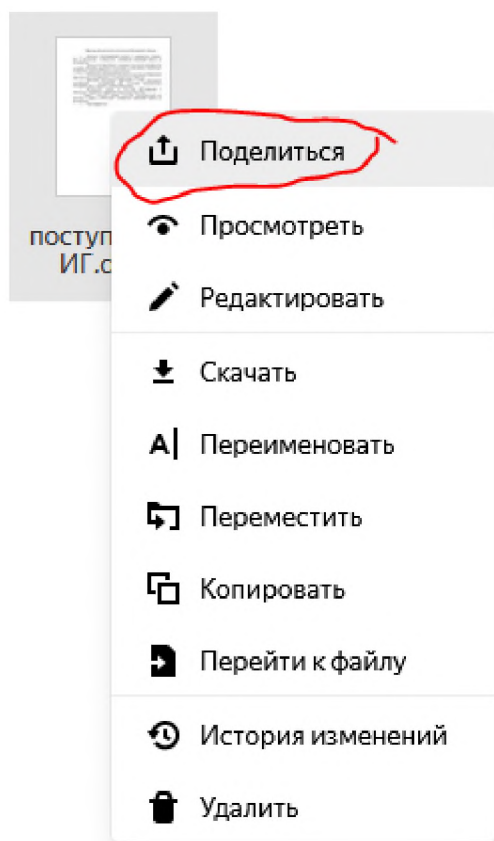 Поделиться
Просмотреть
поступ
ИГ.d
Редактировать
Скачать
Переименовать
Переместить
Копировать
Перейти к файлу
История изменений
Удалить